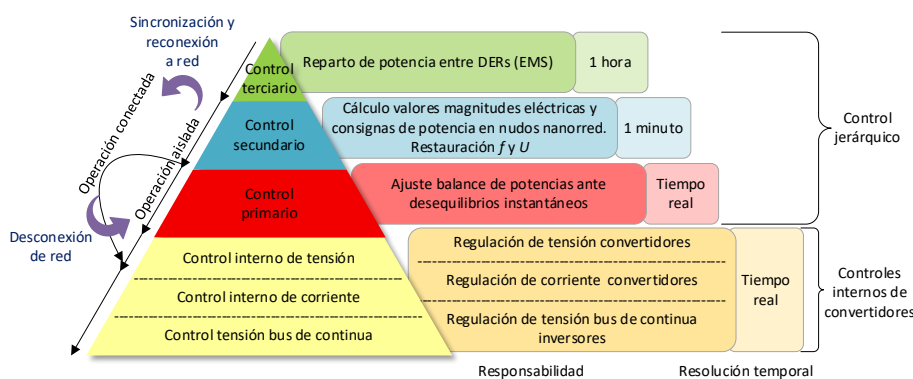 Sincronización y
reconexión
a red
Operación conectada
Operación aislada
Desconexión
de red
Control
terciario
Reparto de potencia entre DERs (EMS)
1 hora
Control
secundario
Cálculo valores magnitudes eléctricas y
consignas de potencia en nudos nanorred.
Restauración f y U
1 minuto
Control
primario
Ajuste balance de potencias ante
desequilibrios instantáneos
Tiempo
real
Control
jerárquico
Control interno de tensión
Regulación de tensión convertidores
Control interno de corriente
Regulación de corriente convertidores
Control tensión bus de continua
Regulación de tensión bus de continua
inversores
Tiempo
real
Controles
internos de
convertidores
Responsabilidad
Resolución temporal